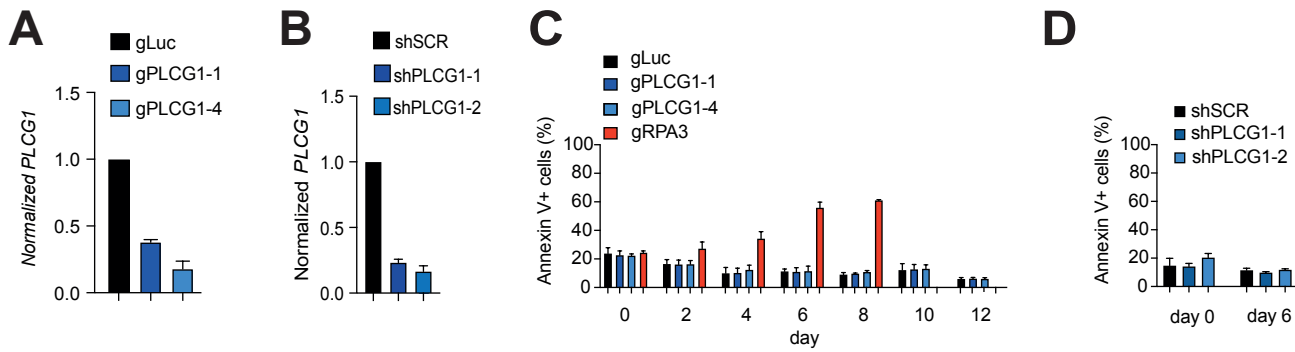 A
gLuc
gPLCG1-1
gPLCG1-4
Normalized PLCG1
1.5
1.0
0.5
0.0
B
shSCR
shPLCG1-1
shPLCG1-2
Normalized PLCG1
1.5
1.0
0.5
0.0
C
gLuc
gPLCG1-1
gPLCG1-4
gRPA3
Annexin V+ cells (%)
100
80
60
40
20
0
0 2 4 6 8 10 12
day
D
shSCR
shPLCG1-1
shPLCG1-2
Annexin V+ cells (%)
100
80
60
40
20
0
day 0 day 6